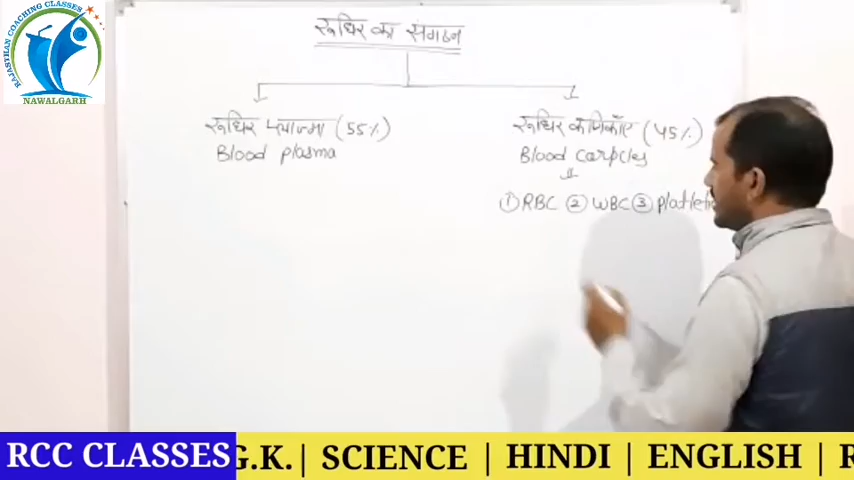 RAJASTHAN COACHING CLASSES
NAWALGARH
रूधिर का संगठन
रूधिर प्लाज्मा (55%)
Blood plasma
रूधिर कणिकाँए (45%)
Blood carpcles
① RBC ② WBC ③
RCC CLASSES G.K. | SCIENCE | HINDI | ENGLISH | R